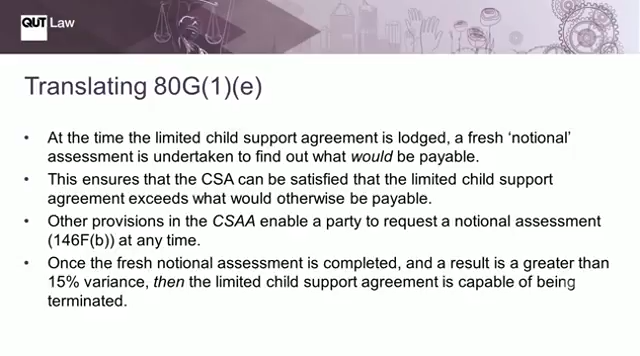 QUT Law
Translating 80G(1)(e)
• At the time the limited child support agreement is lodged, a fresh ‘notional’
assessment is undertaken to find out what would be payable.
• This ensures that the CSA can be satisfied that the limited child support
agreement exceeds what would otherwise be payable.
• Other provisions in the CSAA enable a party to request a notional assessment
(146F(b)) at any time.
• Once the fresh notional assessment is completed, and a result is a greater than
15% variance, then the limited child support agreement is capable of being
terminated.